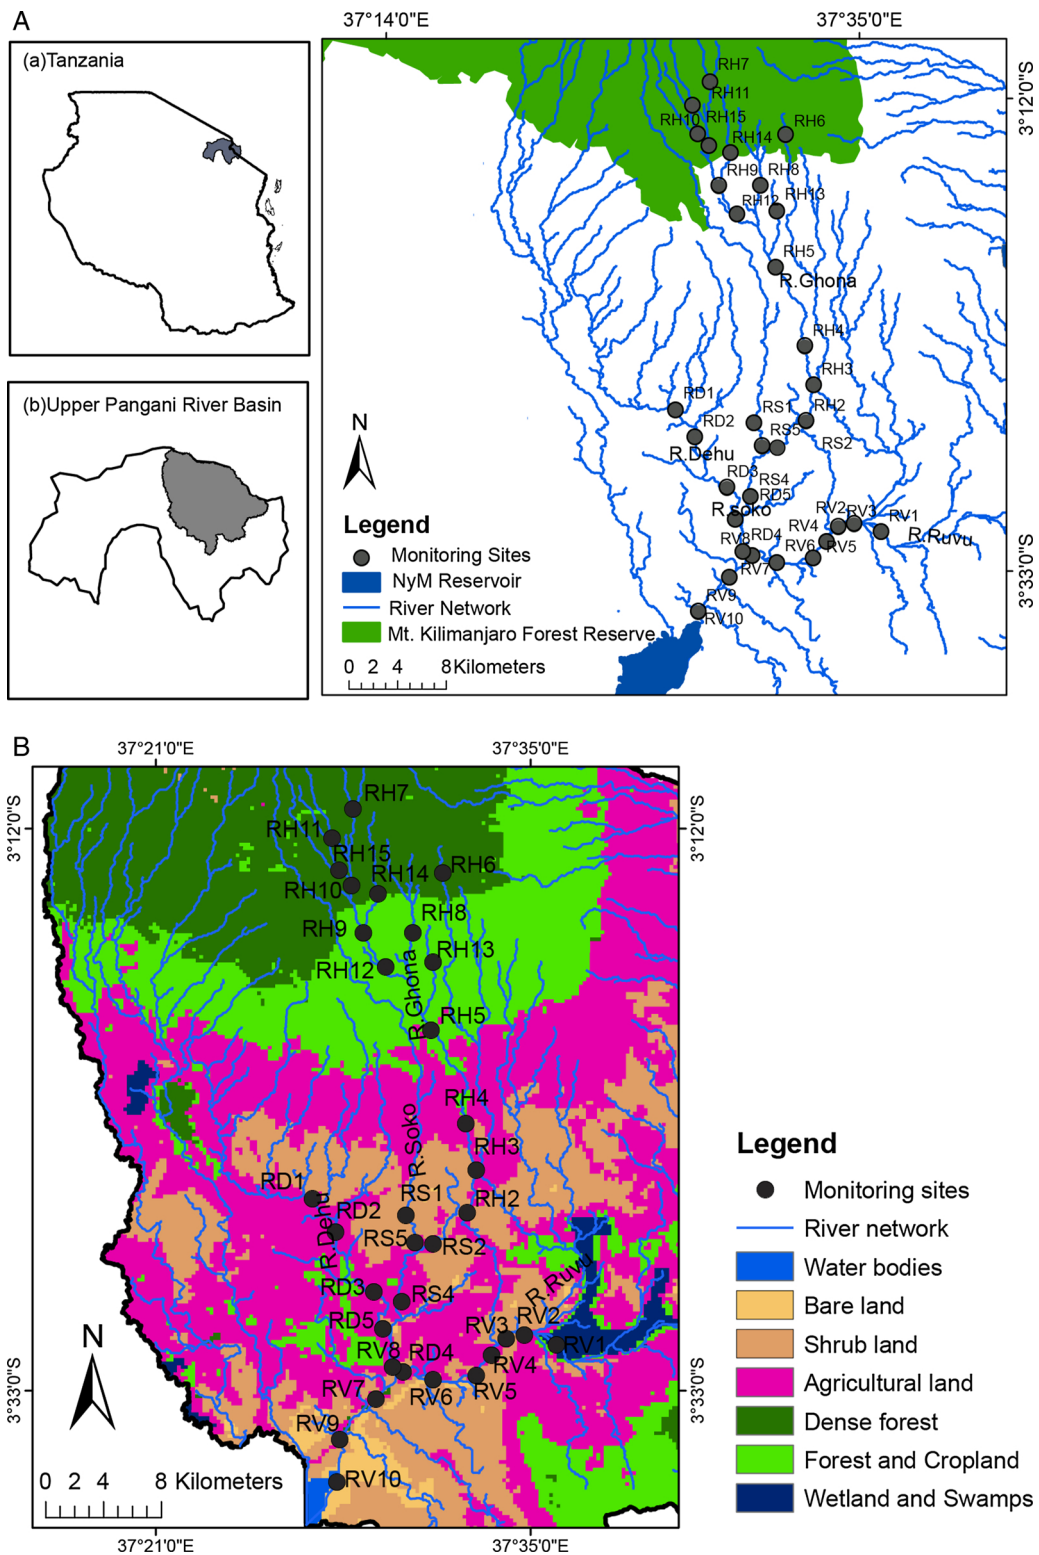 A
37°14'0"E
37°35'0"E
(a)Tanzania
3°12'0"S
RH7
RH11
RH10
RH15
RH14
RH6
RH9
RH8
RH12
RH13
RH5
R.Ghona
RH4
RH3
(b)Upper Pangani River Basin
RD1
RD2
RS1
RH2
RS5
RS2
R.Dehu
N
RD3
RS4
RD5
R.soko
RV2
RV3
RV1
RV4
R.Ruvu
RV8
RD4
RV6
RV5
RV7
RV9
RV10
3°33'0"S
Legend
Monitoring Sites
NyM Reservoir
River Network
Mt. Kilimanjaro Forest Reserve
0 2 4 8 Kilometers
B
37°21'0"E
37°35'0"E
3°12'0"S
3°12'0"S
RH7
RH11
RH15
RH14
RH6
RH10
RH8
RH9
RH13
RH12
R.Ghona
RH5
RH4
R.Soko
RH3
RD1
RS1
RH2
R.Dehu
RD2
RS5
RS2
R.Ruvu
RD3
RS4
RD5
RV3
RV2
RV1
RV8
RD4
RV4
RV7
RV6
RV5
RV9
RV10
N
3°33'0"S
3°33'0"S
0 2 4 8 Kilometers
37°21'0"E
37°35'0"E
Legend
Monitoring sites
River network
Water bodies
Bare land
Shrub land
Agricultural land
Dense forest
Forest and Cropland
Wetland and Swamps